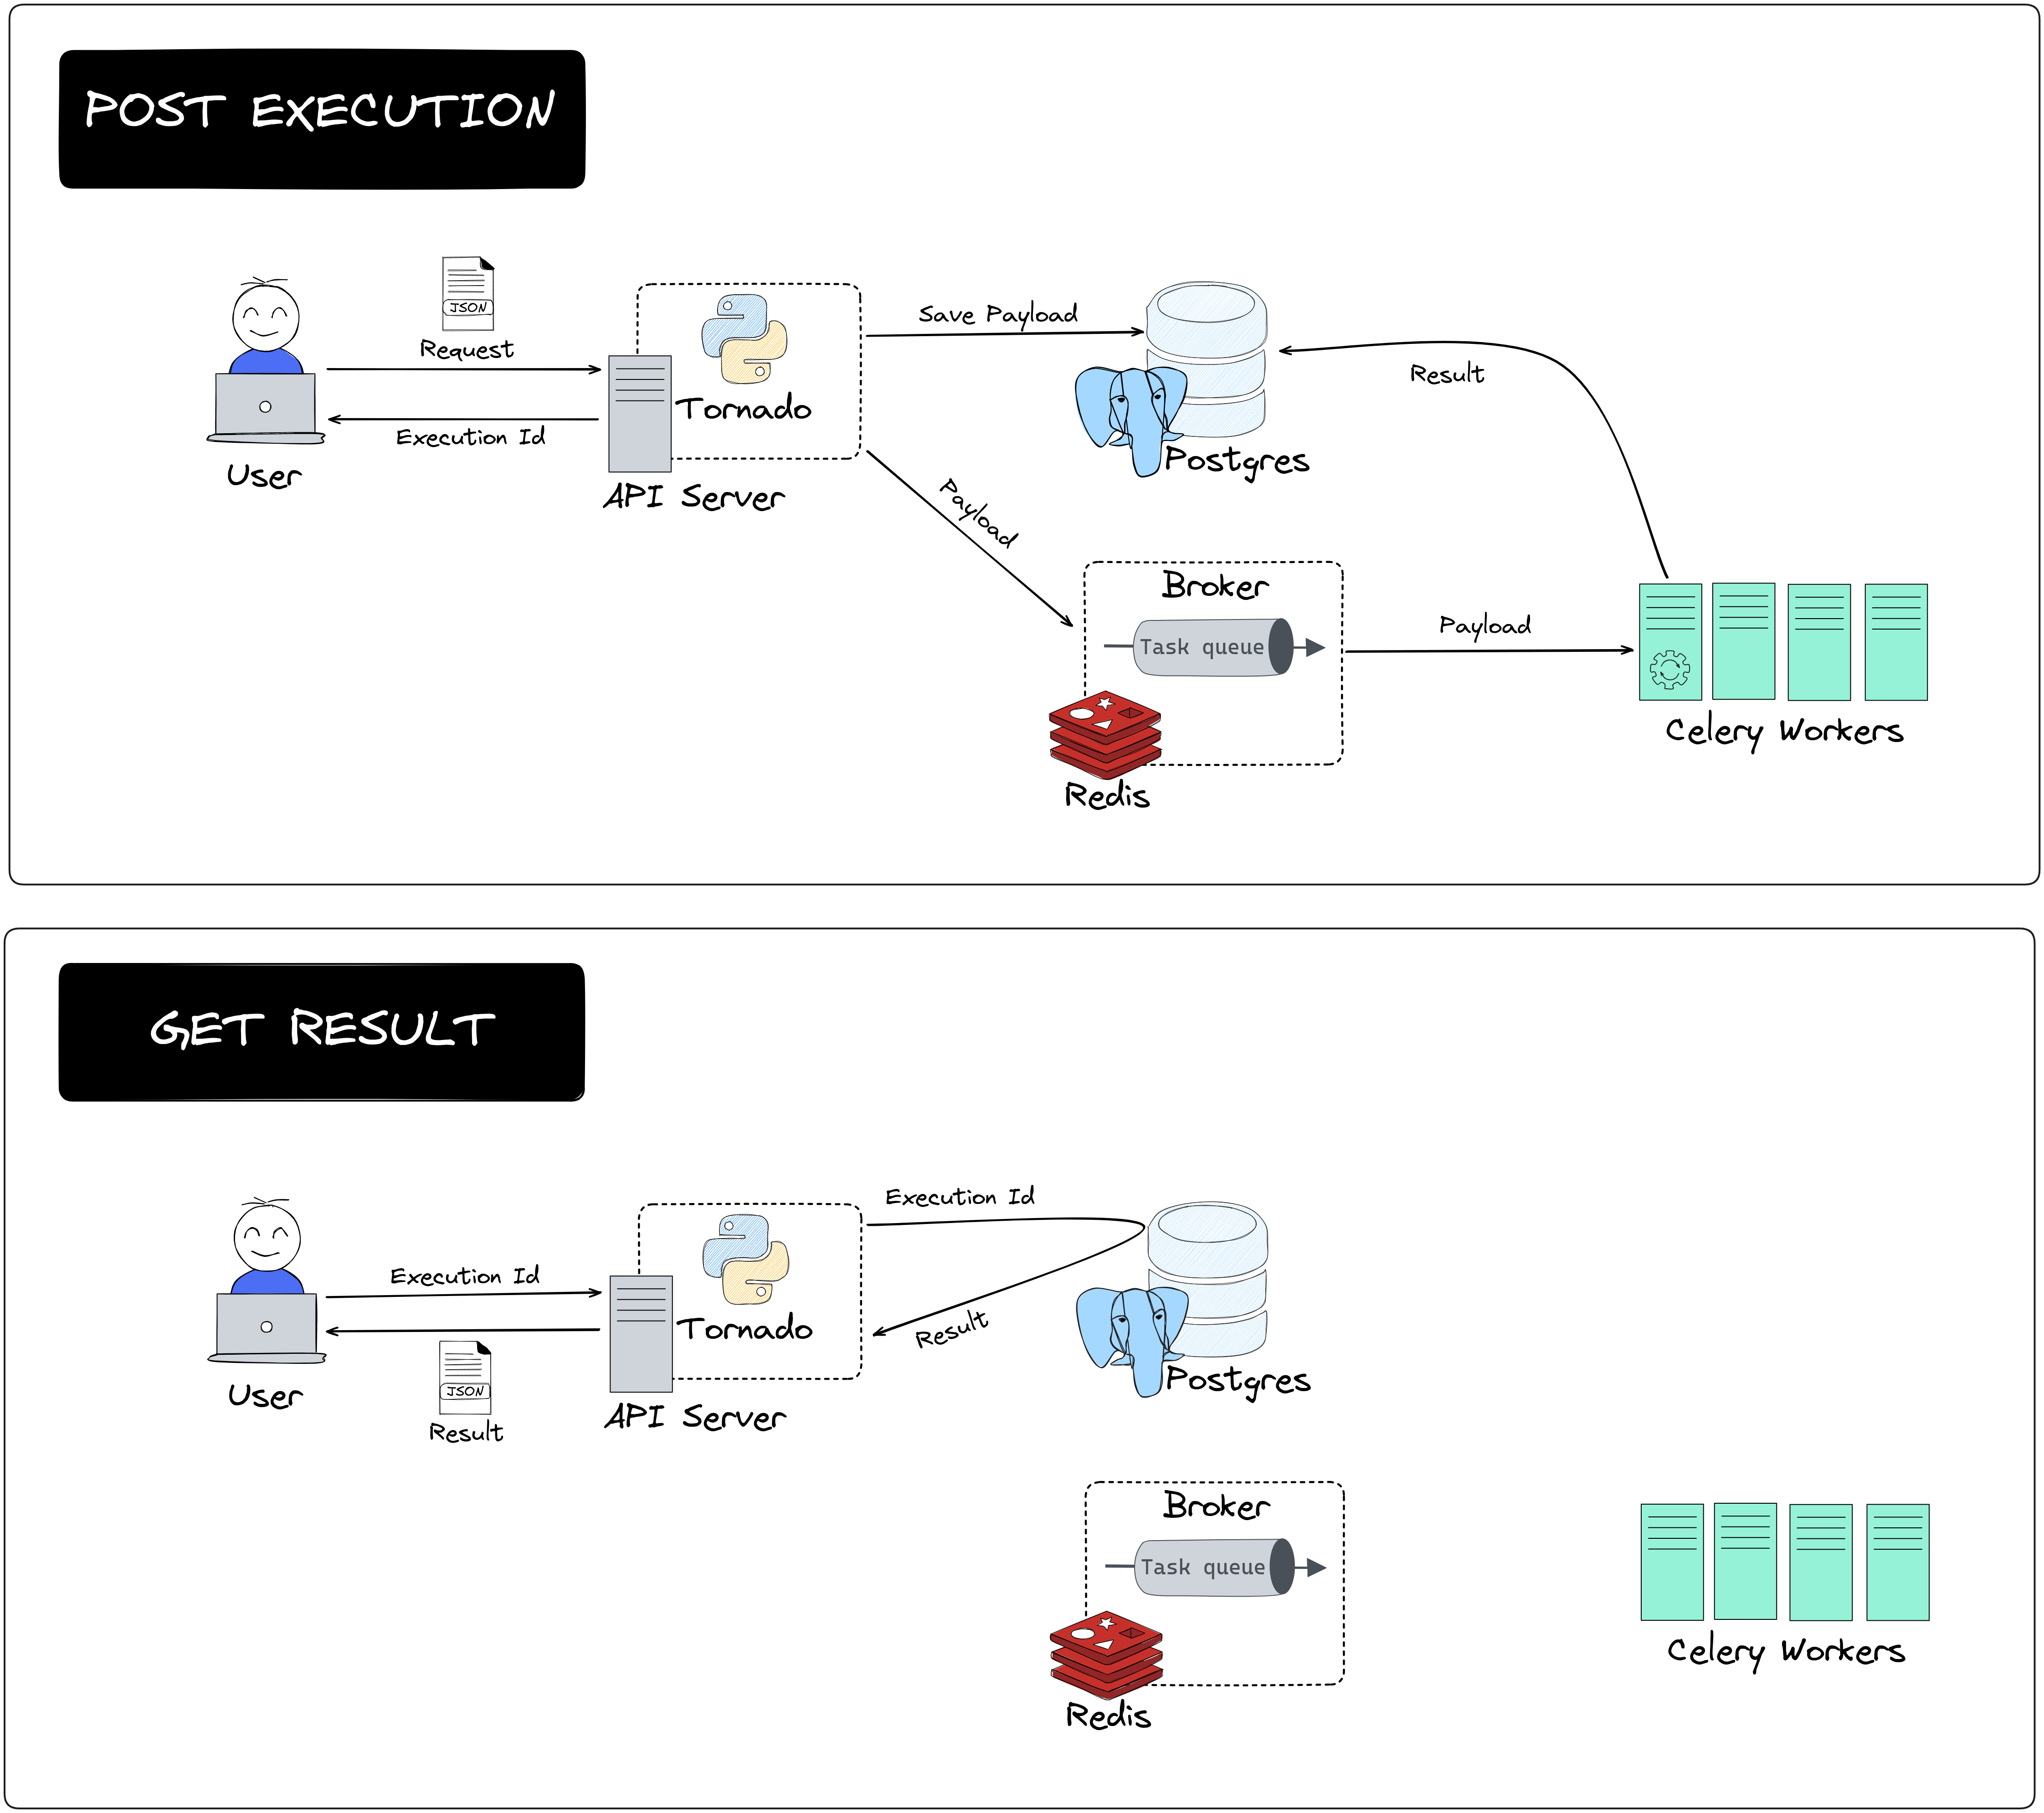 POST EXECUTION
JSON
Request
Execution Id
User
Tornado
API Server
Save Payload
Postgres
Result
Payload
Broker
Task queue
Redis
Payload
Celery Workers
GET RESULT
Execution Id
JSON
Result
User
Tornado
API Server
Execution Id
Result
Postgres
Broker
Task queue
Redis
Celery Workers